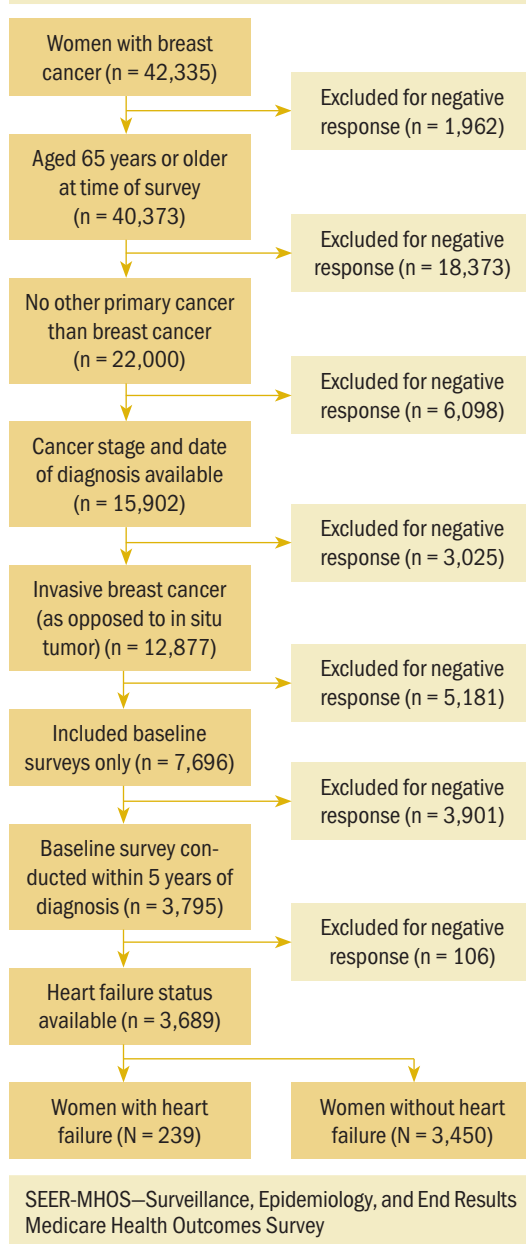 Women with breast
cancer (n = 42,335)
Excluded for negative
response (n = 1,962)
Aged 65 years or older
at time of survey
(n = 40,373)
Excluded for negative
response (n = 18,373)
No other primary cancer
than breast cancer
(n = 22,000)
Excluded for negative
response (n = 6,098)
Cancer stage and date
of diagnosis available
(n = 15,902)
Excluded for negative
response (n = 3,025)
Invasive breast cancer
(as opposed to in situ
tumor) (n = 12,877)
Excluded for negative
response (n = 5,181)
Included baseline
surveys only (n = 7,696)
Excluded for negative
response (n = 3,901)
Baseline survey con-
ducted within 5 years of
diagnosis (n = 3,795)
Excluded for negative
response (n = 106)
Heart failure status
available (n = 3,689)
Women with heart
failure (N = 239)
Women without heart
failure (N = 3,450)
SEER-MHOS—Surveillance, Epidemiology, and End Results
Medicare Health Outcomes Survey